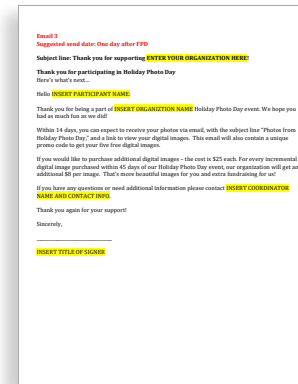 Email 3
Suggested send date: One day after FPD
Subject line: Thank you for supporting ENTER YOUR ORGANIZATION HERE!
Thank you for participating in Holiday Photo Day
Here's what's next…
Hello INSERT PARTICIPANT NAME:
Thank you for being a part of INSERT ORGANIZTION NAME Holiday Photo Day event. We hope you
had as much fun as we did!
Within 14 days, you can expect to receive your photos via email, with the subject line "Photos from
Holiday Photo Day," and a link to view your digital images. This email will also contain a unique
promo code to get your five free digital images.
If you would like to purchase additional digital images – the cost is $25 each. For every incremental
digital image purchased within 45 days of our Holiday Photo Day event, our organization will get an
additional $8 per image. That's more beautiful images for you and extra fundraising for us!
If you have any questions or need additional information please contact INSERT COORDINATOR
NAME AND CONTACT INFO.
Thank you again for your support!
Sincerely,
INSERT TITLE OF SIGNER